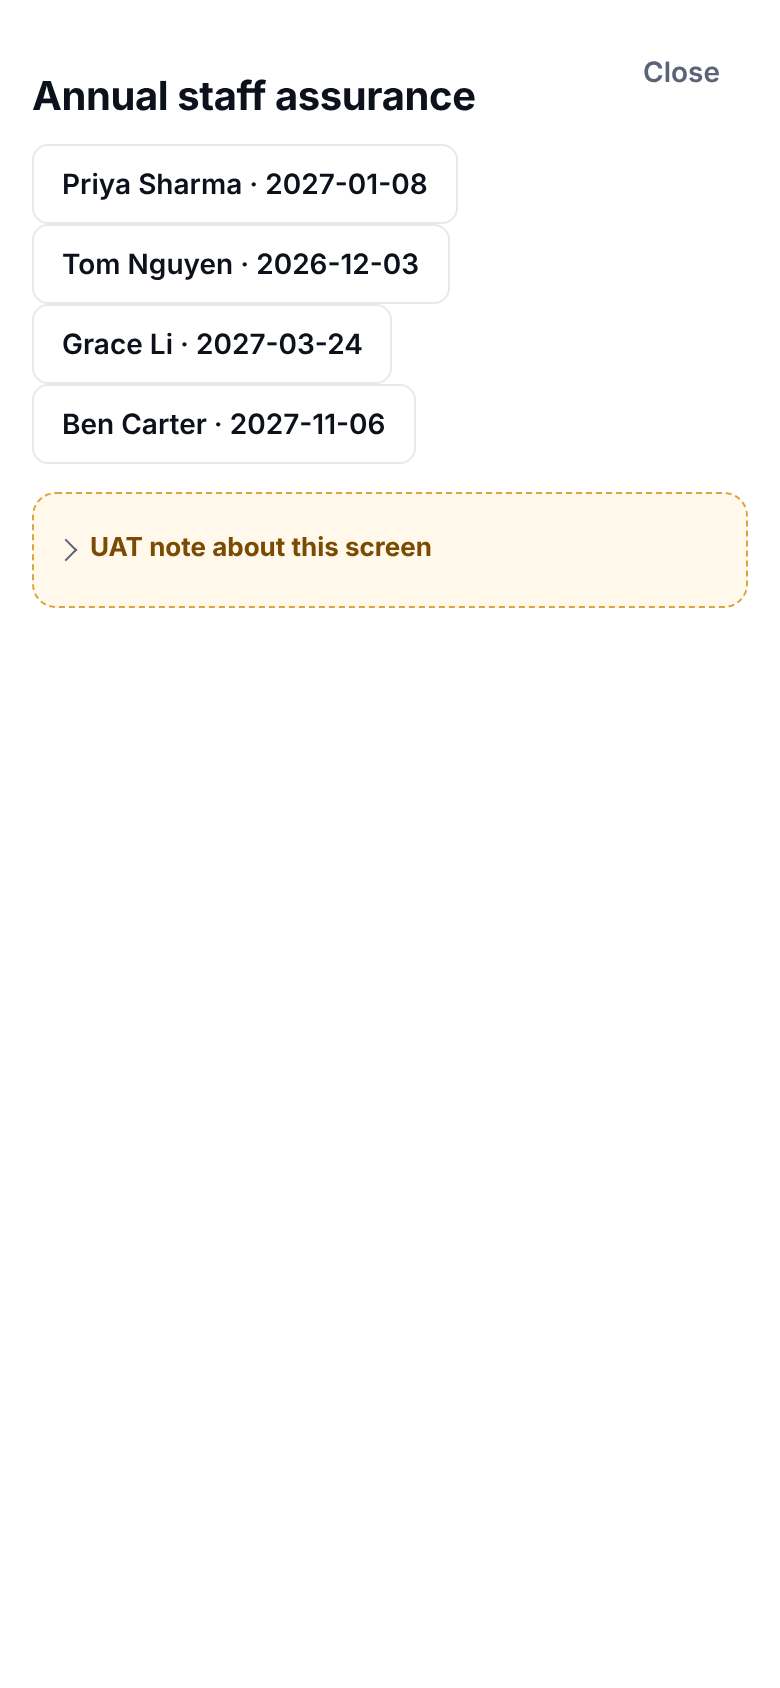 Close
Annual staff assurance
Priya Sharma · 2027-01-08
Tom Nguyen · 2026-12-03
Grace Li · 2027-03-24
Ben Carter · 2027-11-06
UAT note about this screen